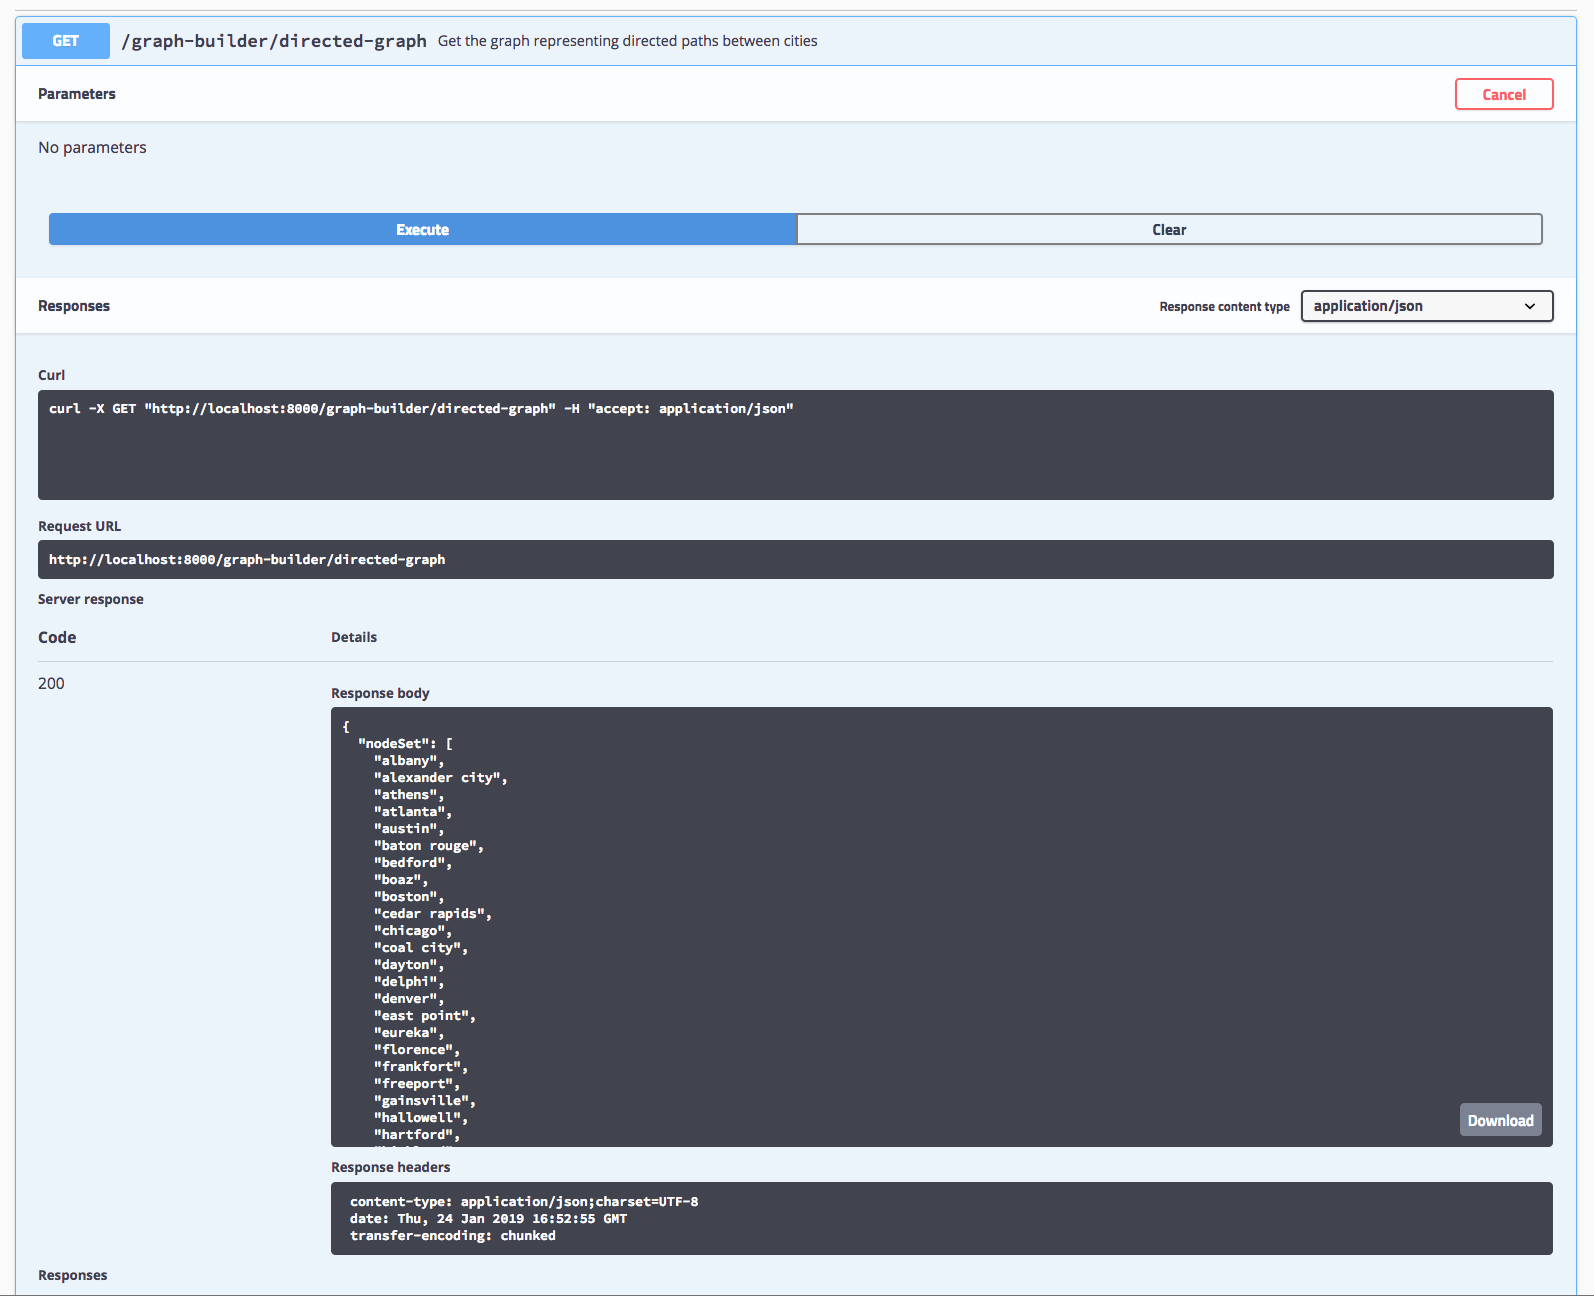 GET /graph-builder/directed-graph Get the graph representing directed paths between cities
Parameters
Cancel
No parameters
Execute
Clear
Responses
Response content type
application/json
Curl
curl -X GET "http://localhost:8000/graph-builder/directed-graph" -H "accept: application/json"
Request URL
http://localhost:8000/graph-builder/directed-graph
Server response
Code
Details
200
Response body
{
"nodeSet": [
"albany",
"alexander city",
"athens",
"atlanta",
"austin",
"baton rouge",
"bedford",
"boaz",
"boston",
"cedar rapids",
"chicago",
"coal city",
"dayton",
"delphi",
"denver",
"east point",
"eureka",
"florence",
"frankfort",
"freeport",
"gainsville",
"hallowell",
"hartford",
Download
Response headers
content-type: application/json;charset=UTF-8
date: Thu, 24 Jan 2019 16:52:55 GMT
transfer-encoding: chunked
Responses